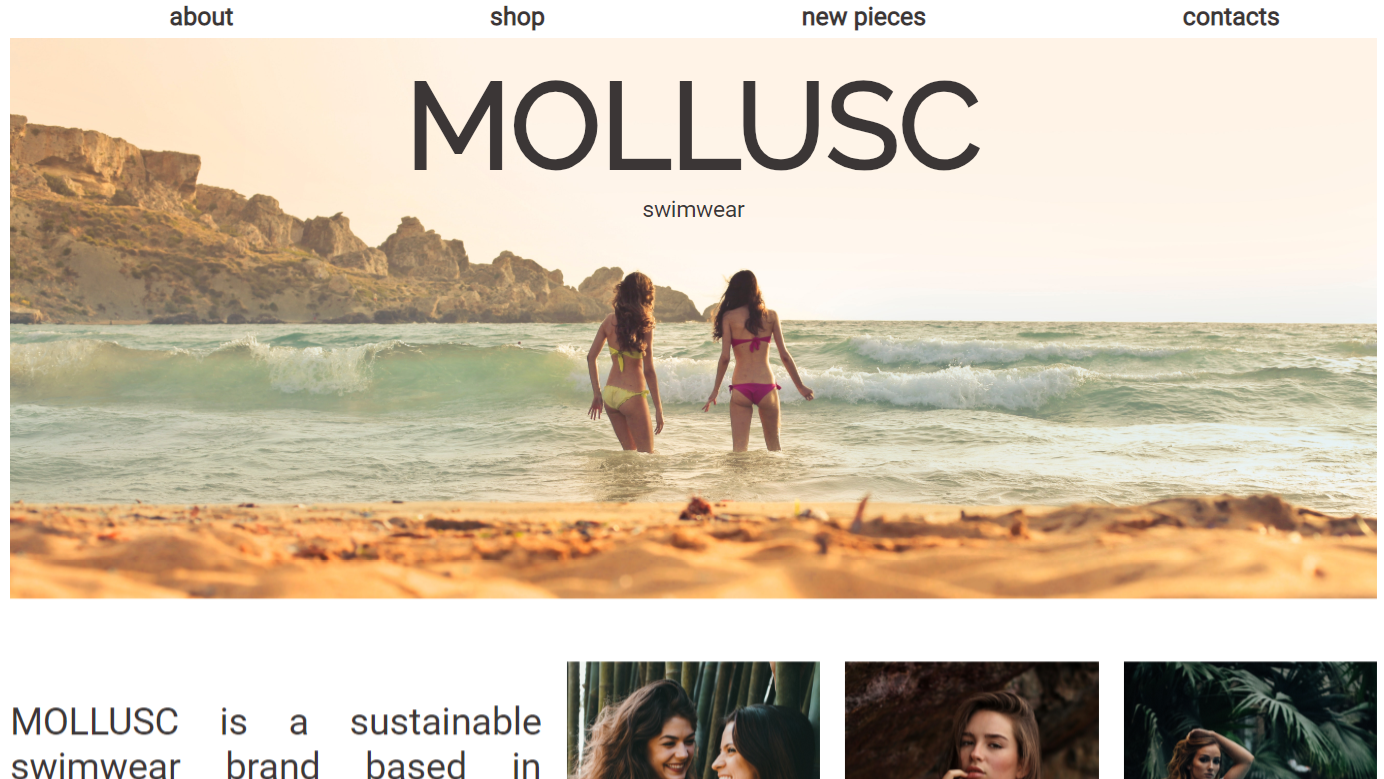 about shop new pieces contacts
MOLLUSC
swimwear
MOLLUSC is a sustainable
swimwear brand based in